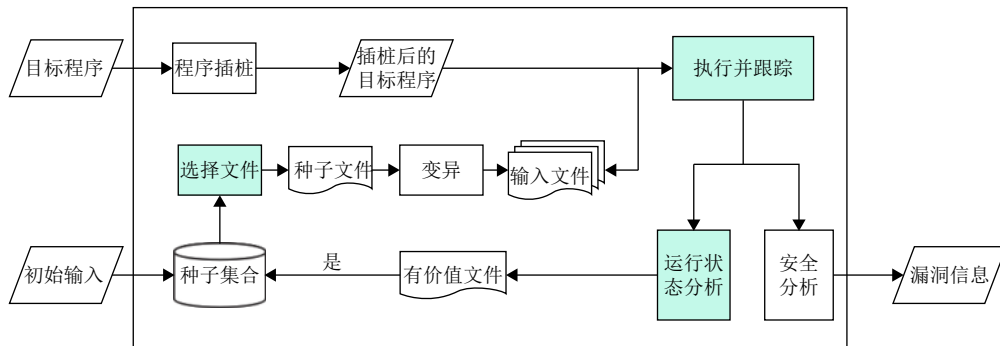 目标程序
程序插桩
插桩后的
目标程序
执行并跟踪
选择文件
种子文件
变异
输入文件
初始输入
种子集合
是
有价值文件
运行状
态分析
安全
分析
漏洞信息